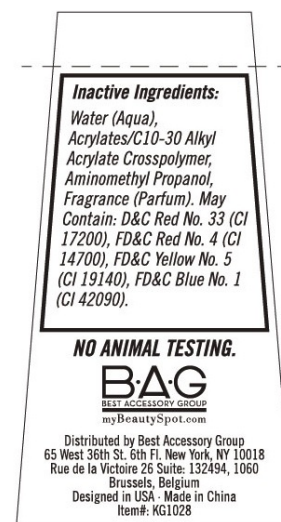 Inactive Ingredients:
Water (Aqua),
Acrylates/C10-30 Alkyl
Acrylate Crosspolymer,
Aminomethyl Propanol,
Fragrance (Parfum). May
Contain: D&C Red No. 33 (CI
17200), FD&C Red No. 4 (CI
14700), FD&C Yellow No. 5
(CI 19140), FD&C Blue No. 1
(CI 42090).
NO ANIMAL TESTING.
B·A·G
BEST ACCESSORY GROUP
myBeautySpot.com
Distributed by Best Accessory Group
65 West 36th St. 6th Fl. New York, NY 10018
Rue de la Victoire 26 Suite: 132494, 1060
Brussels, Belgium
Designed in USA · Made in China
Item#: KG1028